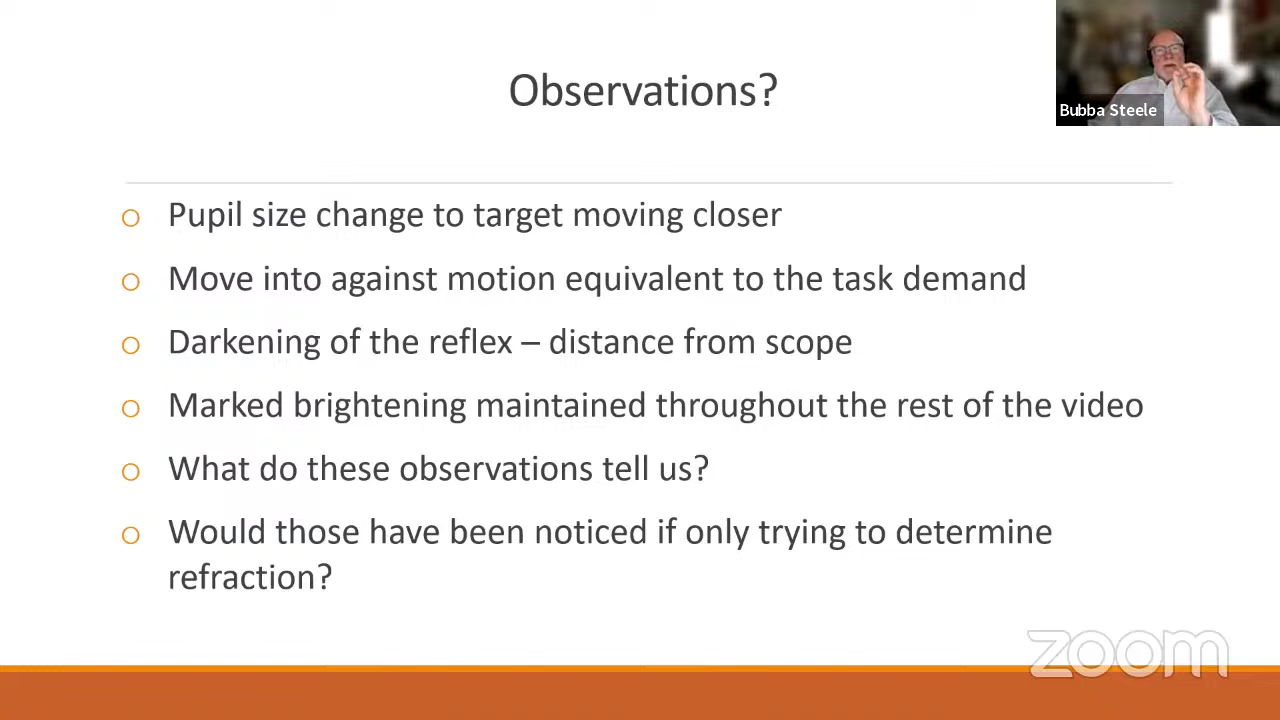 Observations?
Bubba Steele
Pupil size change to target moving closer
Move into against motion equivalent to the task demand
Darkening of the reflex – distance from scope
Marked brightening maintained throughout the rest of the video
What do these observations tell us?
Would those have been noticed if only trying to determine
refraction?
zoom